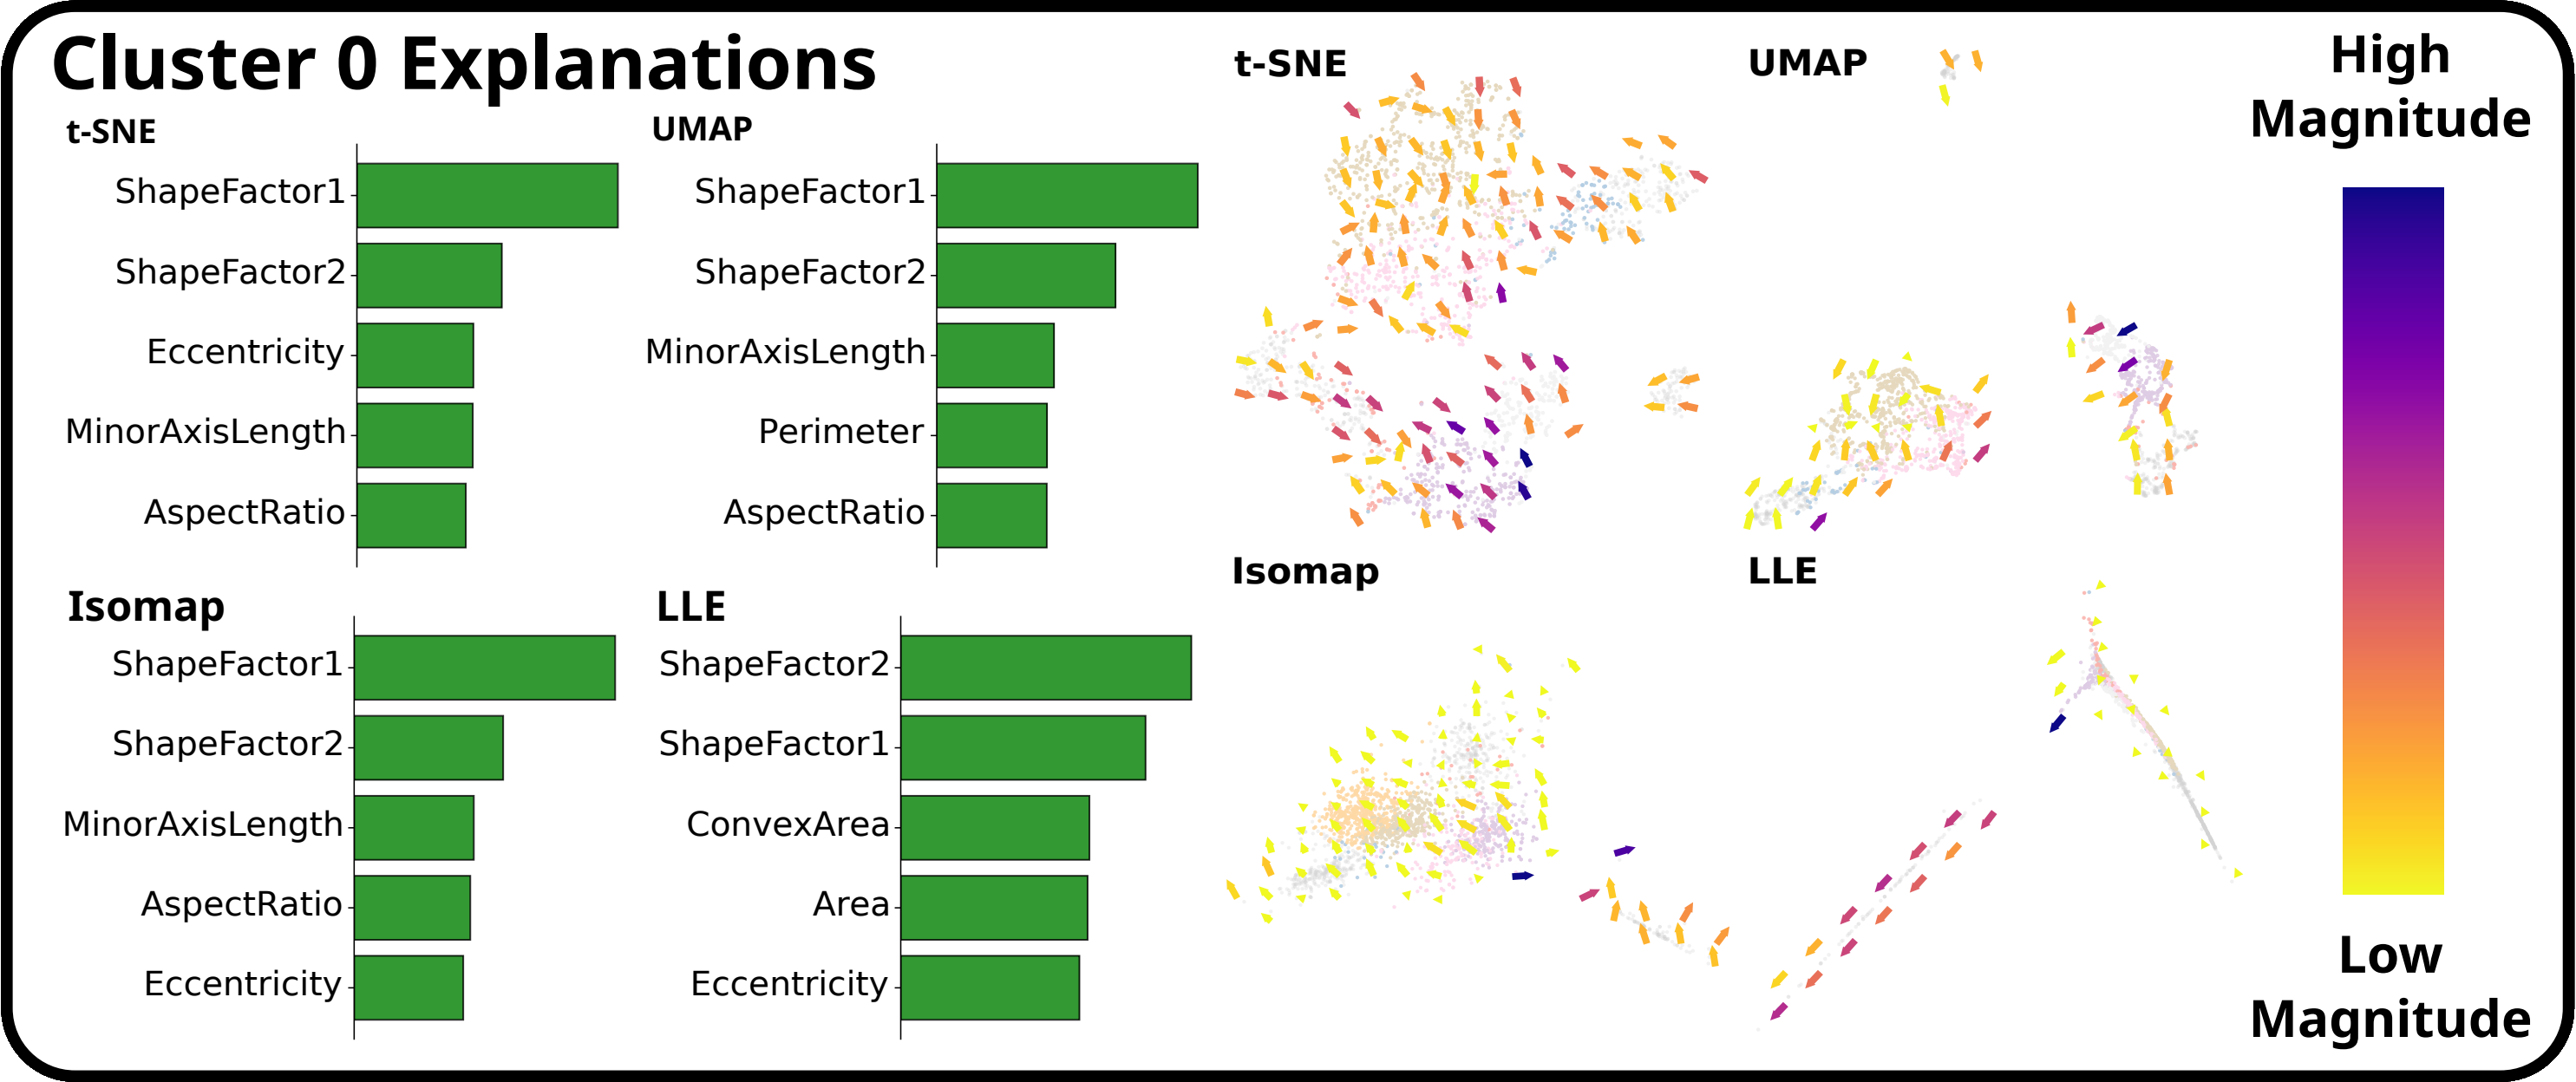 Cluster 0 Explanations
t-SNE
ShapeFactor1
ShapeFactor2
Eccentricity
MinorAxisLength
AspectRatio
UMAP
ShapeFactor1
ShapeFactor2
MinorAxisLength
Perimeter
AspectRatio
Isomap
ShapeFactor1
ShapeFactor2
MinorAxisLength
AspectRatio
Eccentricity
LLE
ShapeFactor2
ShapeFactor1
ConvexArea
Area
Eccentricity
t-SNE
UMAP
Isomap
LLE
High
Magnitude
Low
Magnitude